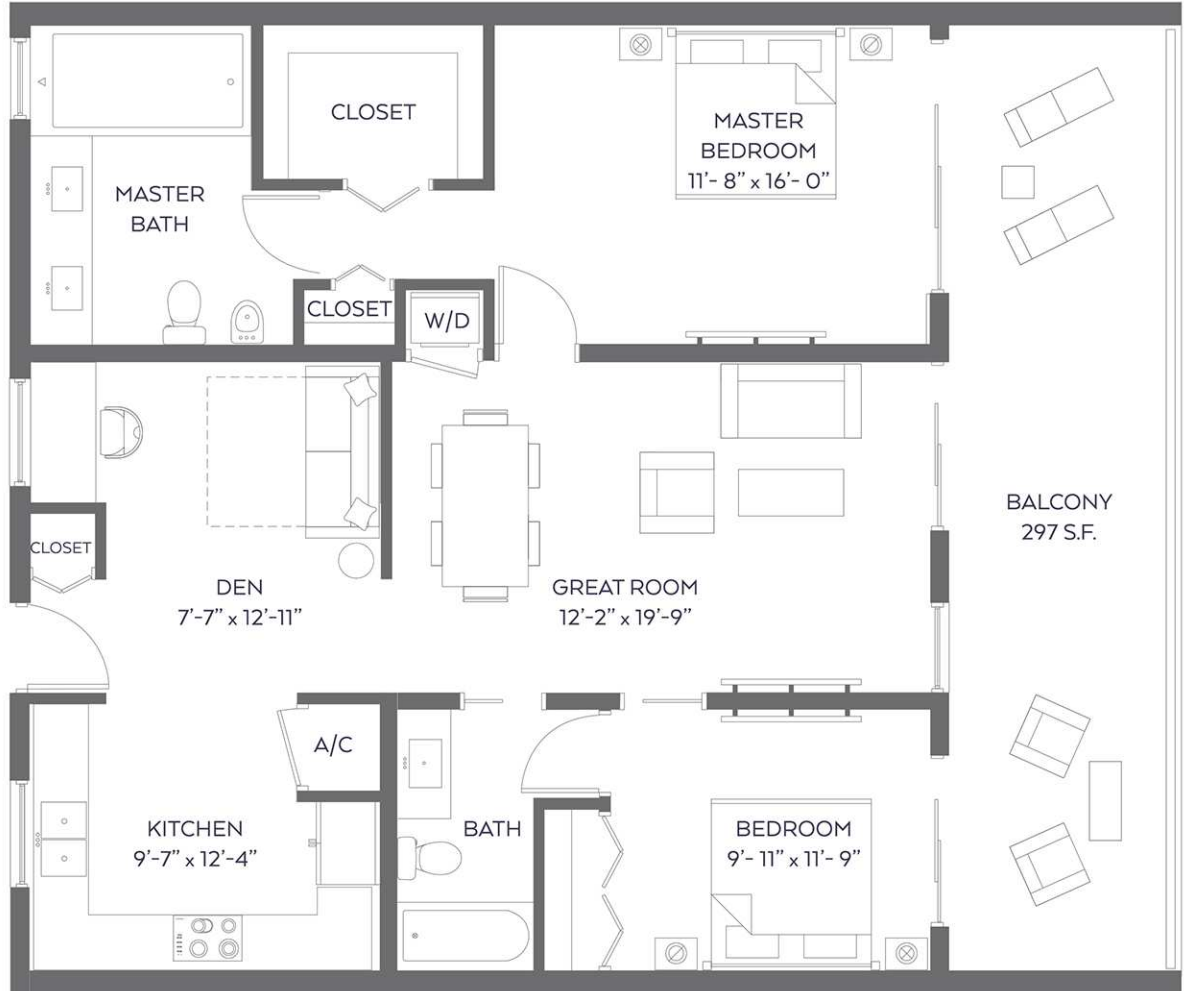 CLOSET
MASTER
BEDROOM
11'- 8" x 16'- 0"
MASTER
BATH
CLOSET
W/D
BALCONY
297 S.F.
CLOSET
DEN
7'-7" x 12'-11"
GREAT ROOM
12'-2" x 19'-9"
A/C
KITCHEN
9'-7" x 12'-4"
BATH
BEDROOM
9'- 11" x 11'- 9"